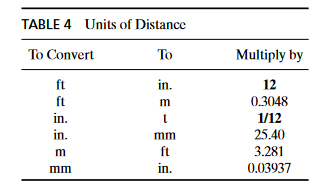 TABLE 4 Units of Distance
To Convert To Multiply by
ft in. 12
ft m 0.3048
in. t 1/12
in. mm 25.40
m ft 3.281
mm in. 0.03937